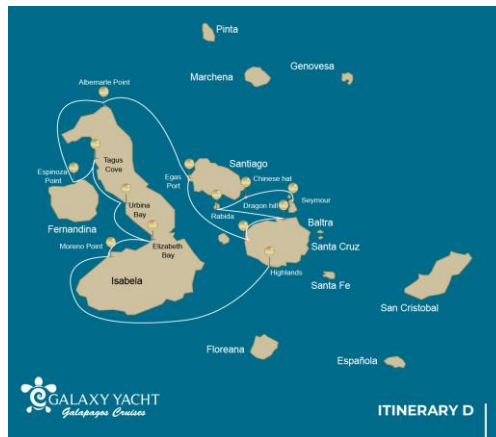 Pinta
Genovesa
Marchena
Albemarle Point
Espinoza
Point
Tagus
Cove
Egas
Port
Santiago
Chinese hat
Urbina
Bay
Rabida
Dragon hill
Seymour
Fernandina
Moreno Point
Elizabeth
Bay
Baltra
Santa Cruz
Highlands
Isabela
Santa Fe
San Cristobal
Floreana
Española
GALAXY YACHT
Galapagos Cruises
ITINERARY D